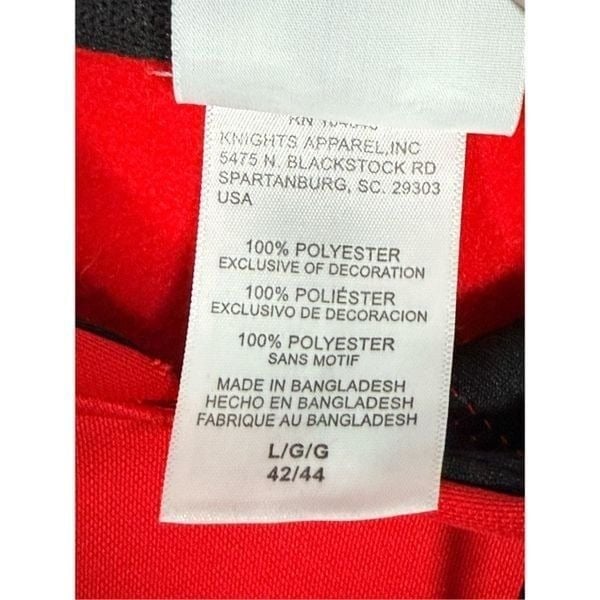 RN
KNIGHTS APPAREL,INC
5475 N. BLACKSTOCK RD
SPARTANBURG, SC. 29303
USA
100% POLYESTER
EXCLUSIVE OF DECORATION
100% POLIÉSTER
EXCLUSIVO DE DECORACION
100% POLYESTER
SANS MOTIF
MADE IN BANGLADESH
HECHO EN BANGLADESH
FABRIQUE AU BANGLADESH
L/G/G
42/44